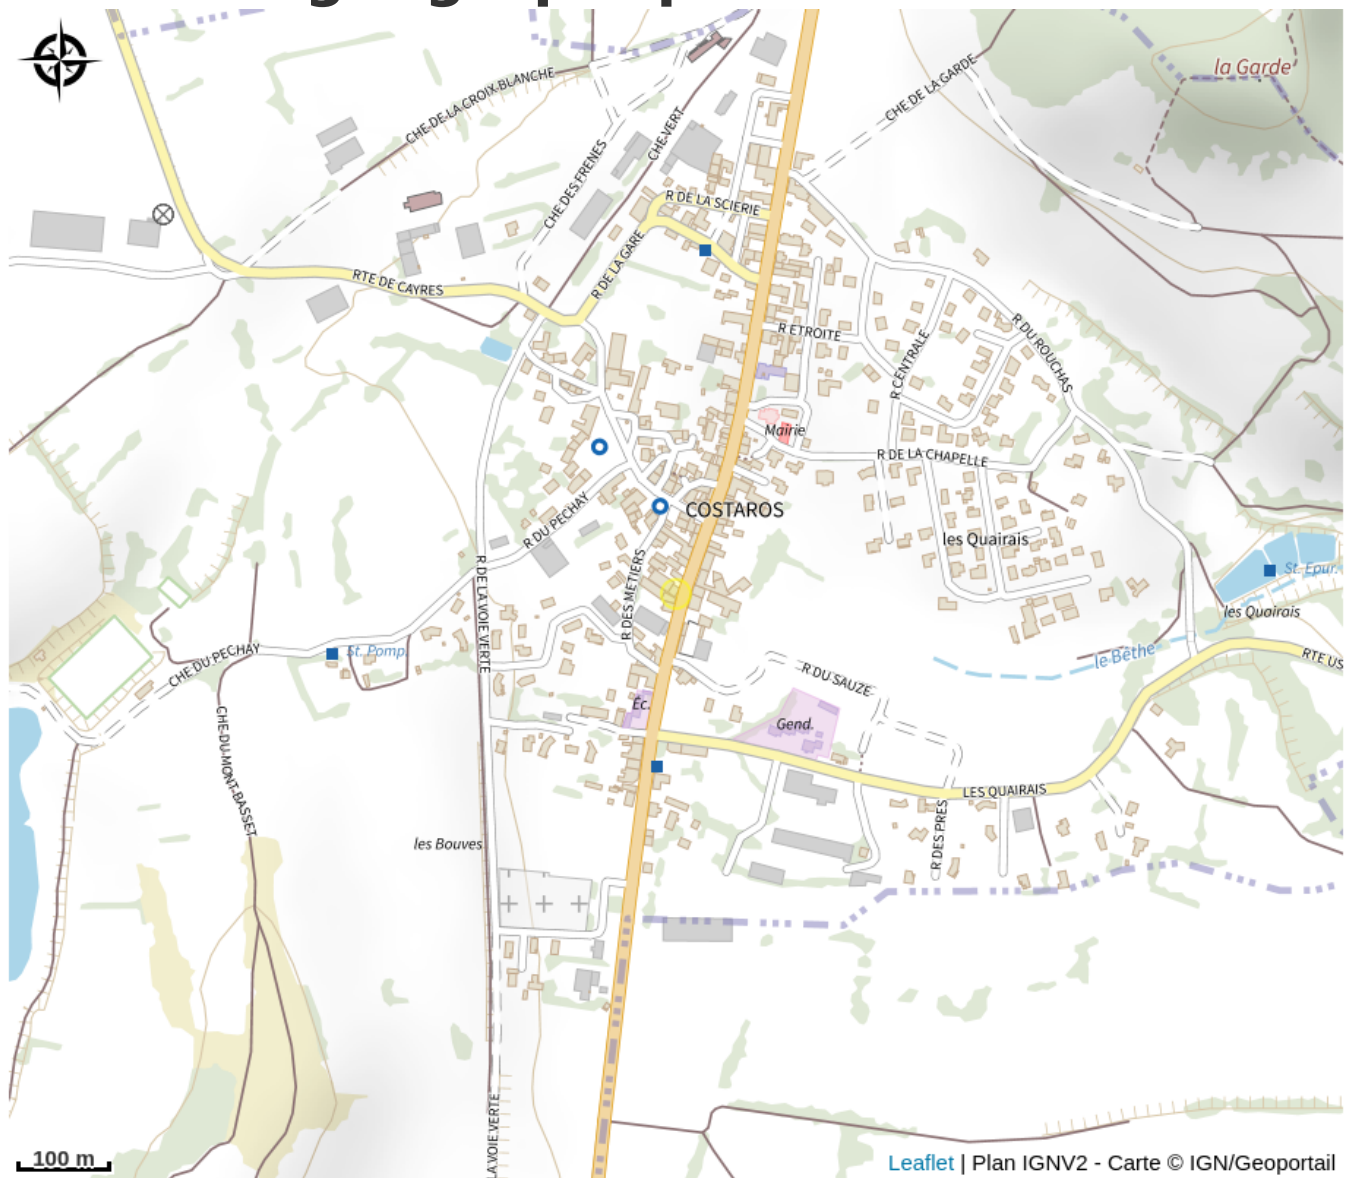 la Garde
CHE DE LA GARDE
CHE DE LA CROIX-BLANCHE
CHE VERT
CHE DES FRENES
R DE LA SCIERIE
R DE LA GARE
RTE DE CAYRES
R ETROITE
R CENTRALE
R DU ROUCHAS
Mairie
R DE LA CHAPELLE
COSTAROS
R DU PECHAY
les Quairais
R DES METIERS
R DE LA VOIE VERTE
St. Epur.
les Quairais
St. Pomp.
CHE DU PECHAY
le Béthe
RTE US
R DU SAUZE
Éc.
Gend.
CHE-DU-MONT-BASSET
LES QUAIRAIS
R DES PRES
les Bouves
LA VOIE VERTE
100 m
Leaflet | Plan IGNV2 - Carte © IGN/Geoportail